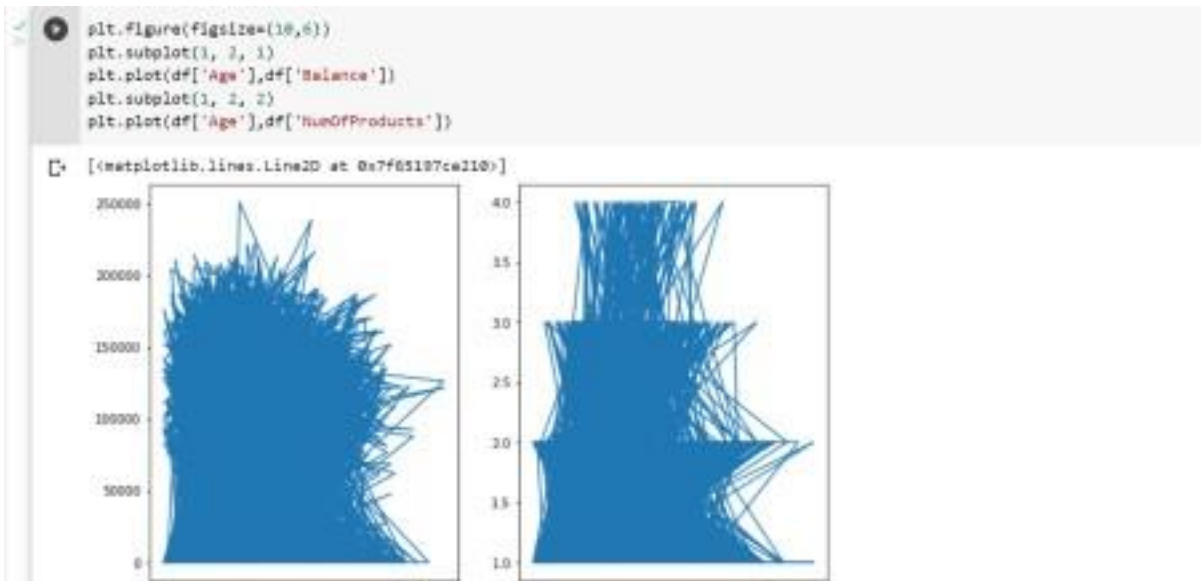 plt.figure(figsize=(10,6))
plt.subplot(1, 2, 1)
plt.plot(df['Age'],df['Balance'])
plt.subplot(1, 2, 2)
plt.plot(df['Age'],df['NumOfProducts'])
[<matplotlib.lines.Line2D at 0x7f65197ce210>]
250000
200000
150000
100000
50000
0
4.0
3.5
3.0
2.5
2.0
1.5
1.0